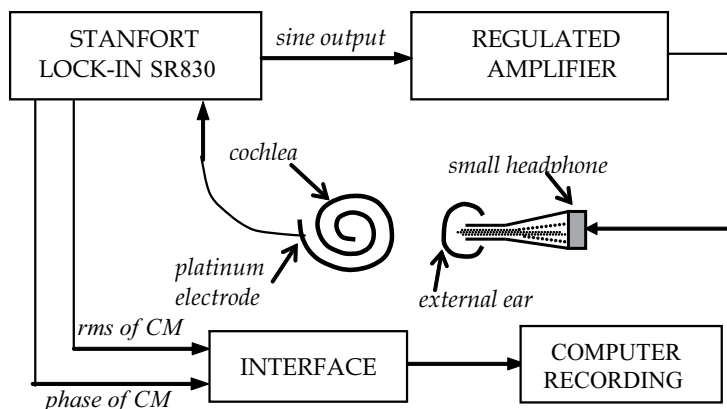 STANFORT
LOCK-IN SR830
sine output
REGULATED
AMPLIFIER
cochlea
small headphone
platinum
electrode
external ear
rms of CM
phase of CM
INTERFACE
COMPUTER
RECORDING